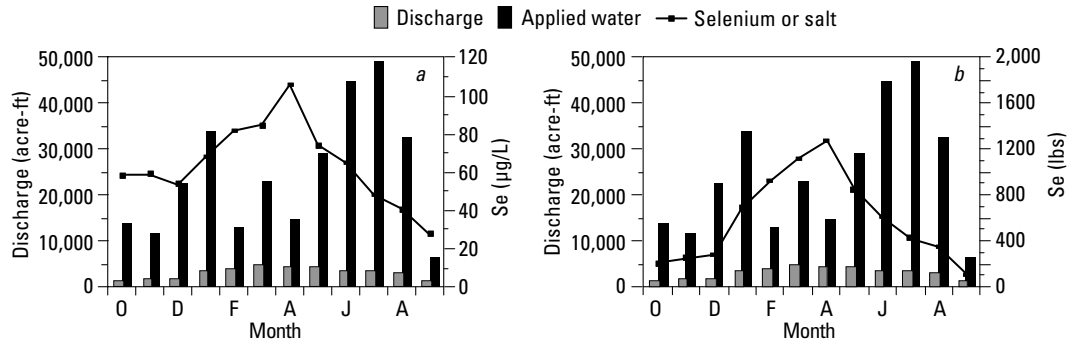 Discharge Applied water Selenium or salt
Discharge (acre-ft)
50,000
40,000
30,000
20,000
10,000
0
a
120
100
80
60
40
20
0
Se (µg/L)
O D F A J A
Month
Discharge (acre-ft)
50,000
40,000
30,000
20,000
10,000
0
b
2,000
1600
1200
800
400
0
Se (lbs)
O D F A J A
Month